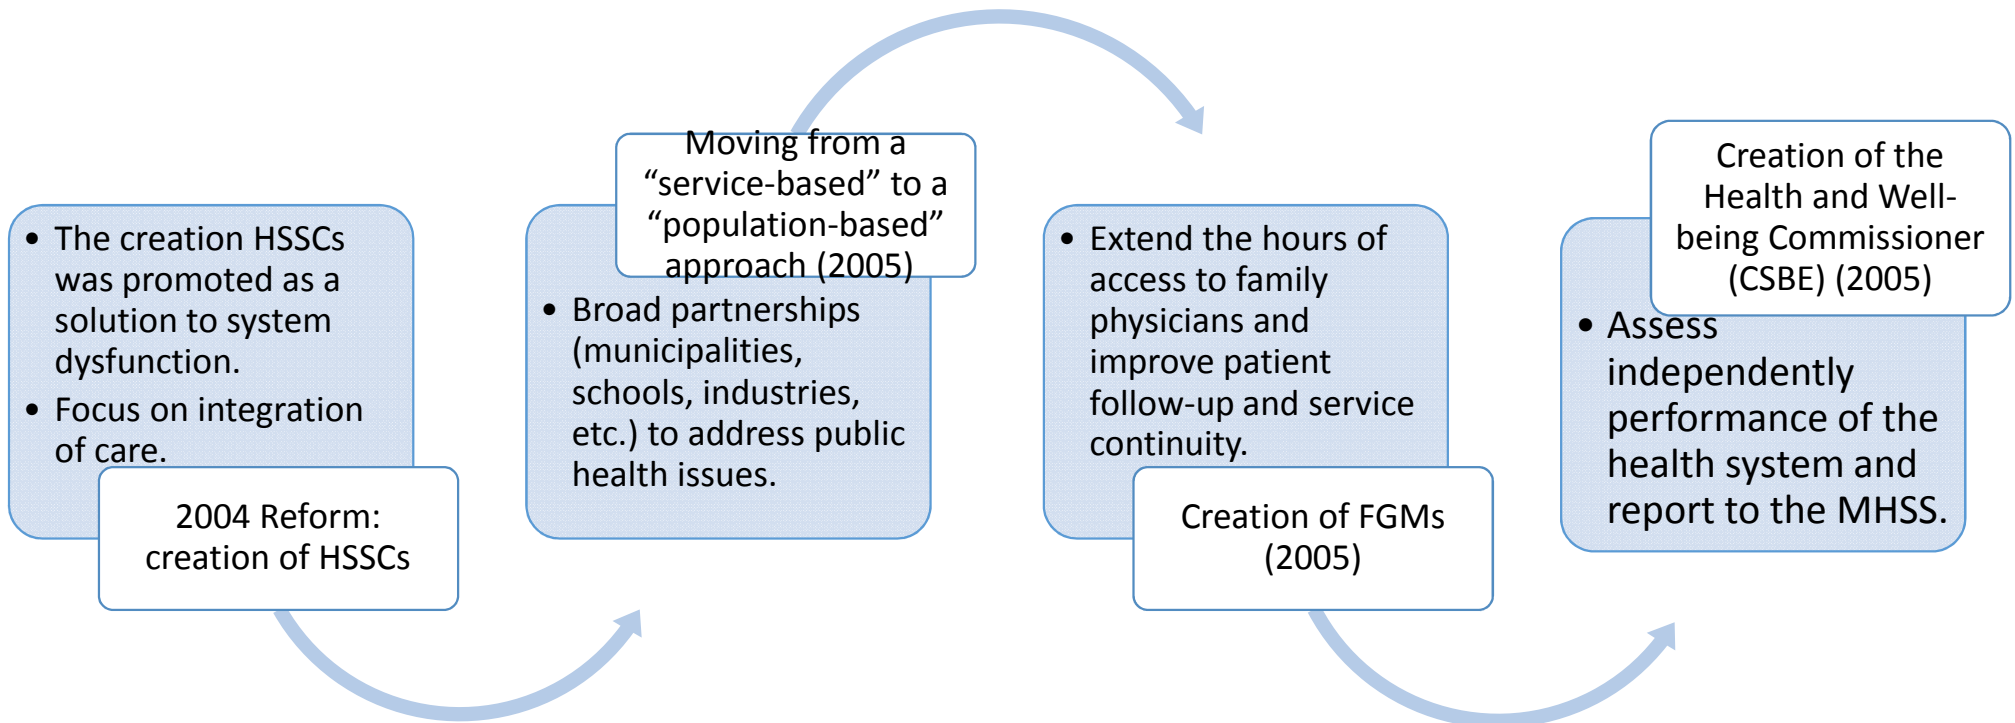 • The creation HSSCs
was promoted as a
solution to system
dysfunction.
• Focus on integration
of care.
2004 Reform:
creation of HSSCs
Moving from a
“service-based” to a
“population-based”
approach (2005)
• Broad partnerships
(municipalities,
schools, industries,
etc.) to address public
health issues.
• Extend the hours of
access to family
physicians and
improve patient
follow-up and service
continuity.
Creation of FGMs
(2005)
Creation of the
Health and Well-
being Commissioner
(CSBE) (2005)
• Assess
independently
performance of the
health system and
report to the MHSS.